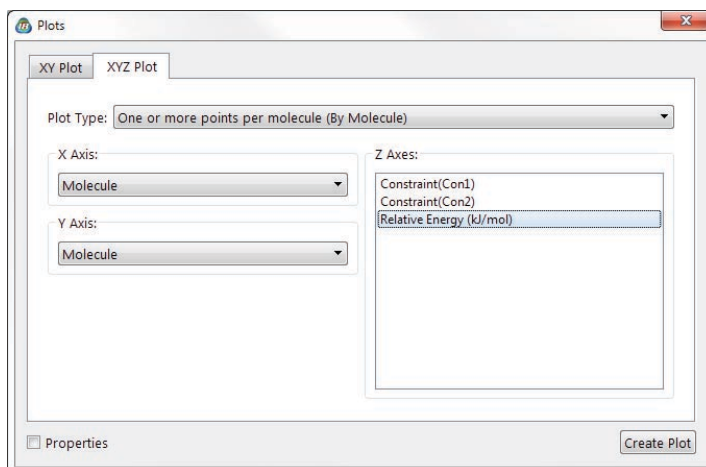 Plots
XY Plot
XYZ Plot
Plot Type: One or more points per molecule (By Molecule)
X Axis:
Molecule
Y Axis:
Molecule
Z Axes:
Constraint(Con1)
Constraint(Con2)
Relative Energy (kJ/mol)
Properties
Create Plot